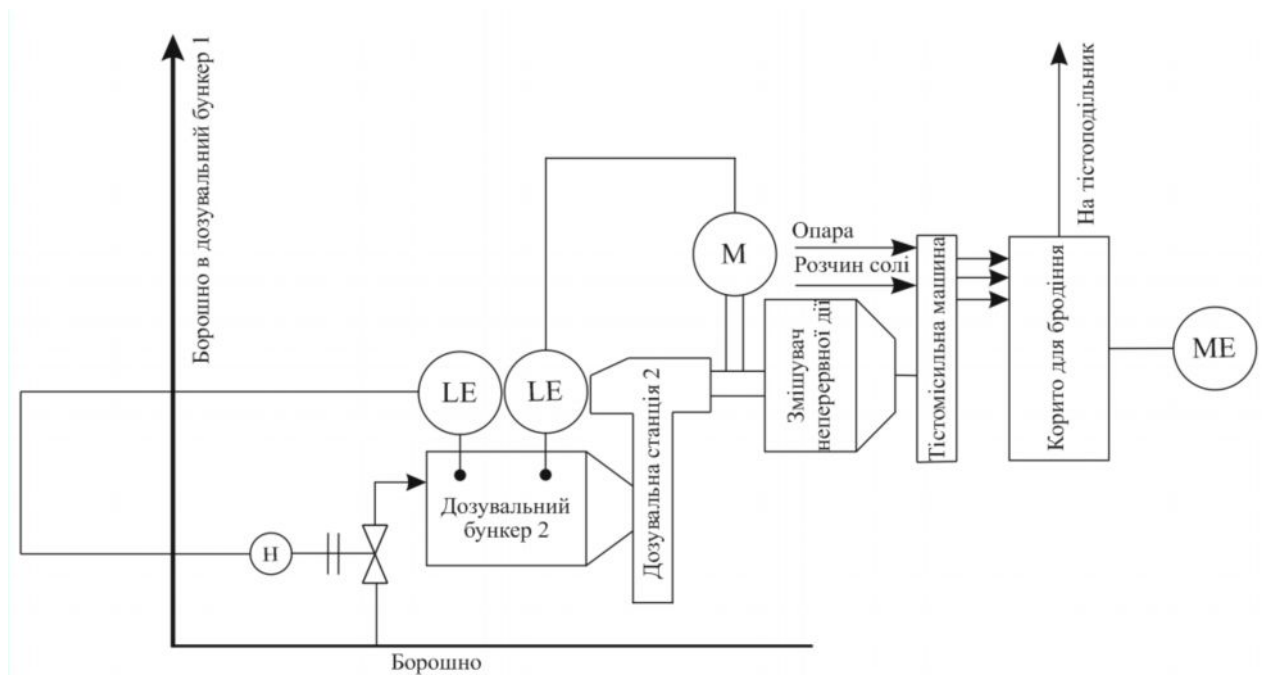 Борошно в дозувальний бункер 1
На тістоподільник
M
Опара
Розчин солі
Тістомісильна машина
Корито для бродіння
ME
Змішувач
неперервної дії
LE
LE
Дозувальна станція 2
Дозувальний
бункер 2
Н
Борошно